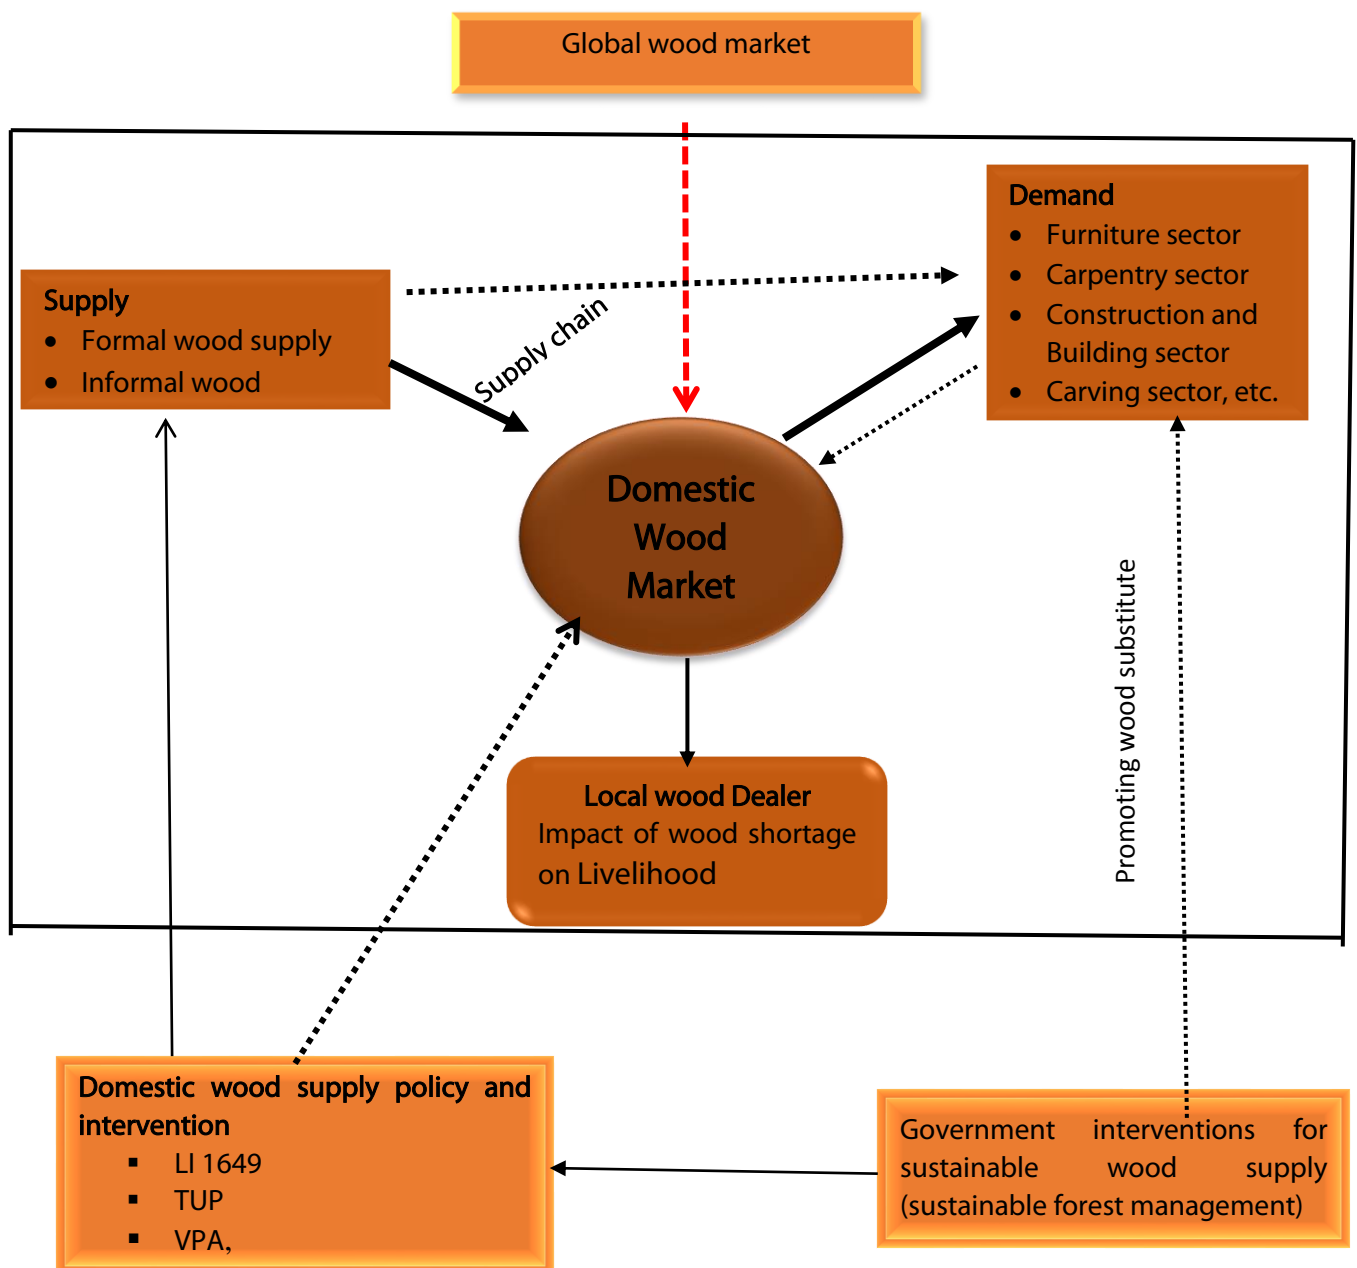 Global wood market
Demand
• Furniture sector
• Carpentry sector
• Construction and
Building sector
• Carving sector, etc.
Supply
• Formal wood supply
• Informal wood
Supply chain
Domestic
Wood
Market
Promoting wood substitute
Local wood Dealer
Impact of wood shortage
on Livelihood
Domestic wood supply policy and
intervention
▪ LI 1649
▪ TUP
▪ VPA,
Government interventions for
sustainable wood supply
(sustainable forest management)